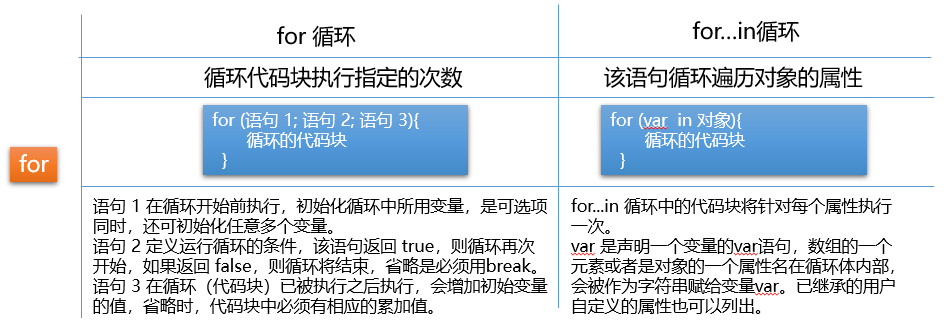 for
for 循环
循环代码块执行指定的次数
for (语句 1; 语句 2; 语句 3){
循环的代码块
}
语句 1 在循环开始前执行，初始化循环中所用变量，是可选项
同时，还可初始化任意多个变量。
语句 2 定义运行循环的条件，该语句返回 true，则循环再次
开始，如果返回 false，则循环将结束，省略是必须用break。
语句 3 在循环（代码块）已被执行之后执行，会增加初始变量
的值，省略时，代码块中必须有相应的累加值。
for...in循环
该语句循环遍历对象的属性
for (var in 对象){
循环的代码块
}
for...in 循环中的代码块将针对每个属性执行
一次。
var 是声明一个变量的var语句，数组的一个
元素或者是对象的一个属性名在循环体内部，
会被作为字符串赋给变量var。已继承的用户
自定义的属性也可以列出。